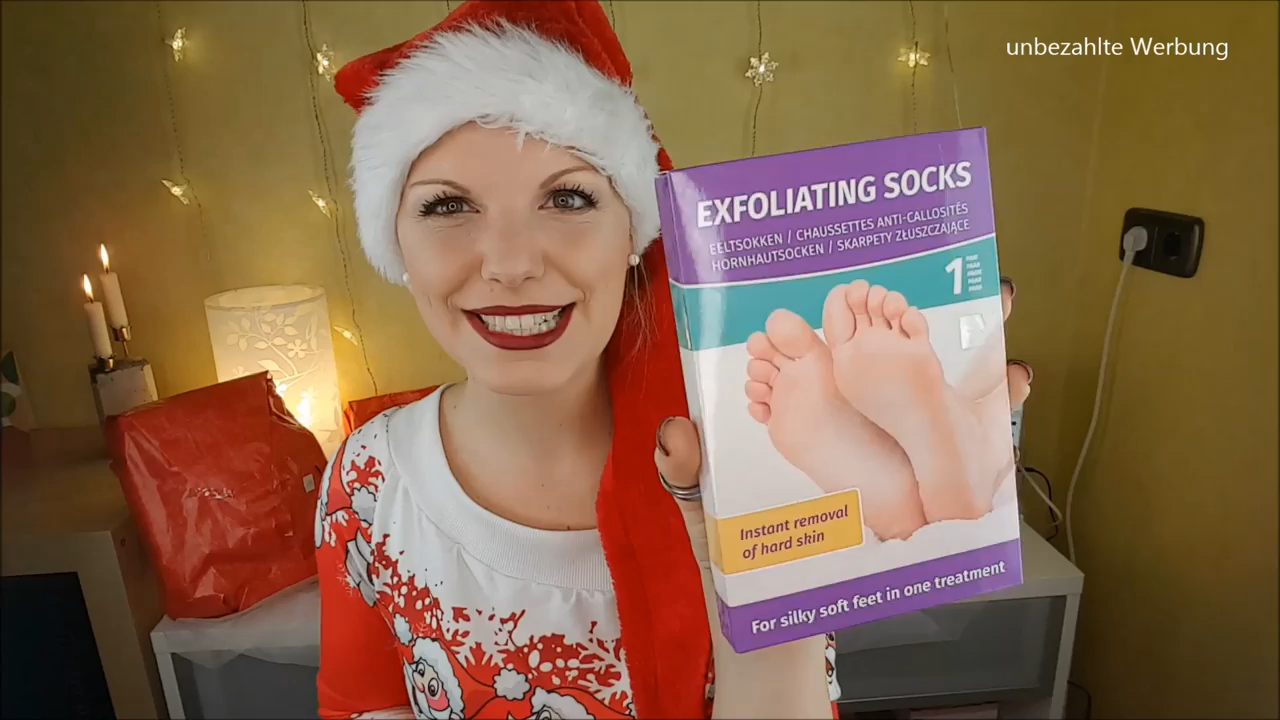 unbezahlte Werbung
EXFOLIATING SOCKS
EELTSOKKEN / CHAUSSETTES ANTI-CALLOSITÉS
HORNHAUTSOCKEN / SKARPETY ZŁUSZCZAJĄCE
1
Instant removal
of hard skin
For silky soft feet in one treatment